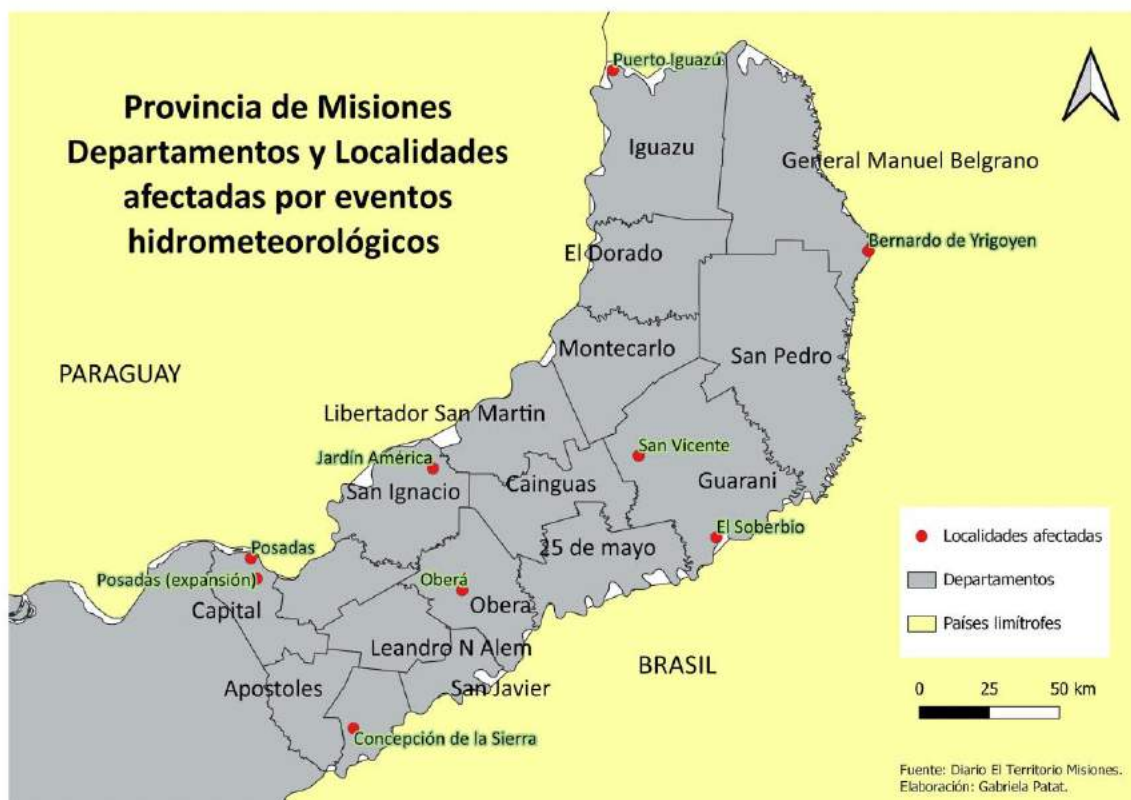 Provincia de Misiones
Departamentos y Localidades
afectadas por eventos
hidrometeorológicos
Puerto Iguazú
Iguazu
General Manuel Belgrano
Bernardo de Yrigoyen
El Dorado
Montecarlo
San Pedro
PARAGUAY
Libertador San Martin
Jardín América
San Ignacio
San Vicente
Cainguas
Guarani
El Soberbio
25 de mayo
Posadas
Posadas (expansión)
Capital
Oberá
Obera
Leandro N Alem
Apostoles
San Javier
BRASIL
Concepción de la Sierra
Localidades afectadas
Departamentos
Países limítrofes
0 25 50 km
Fuente: Diario El Territorio Misiones.
Elaboración: Gabriela Patat.